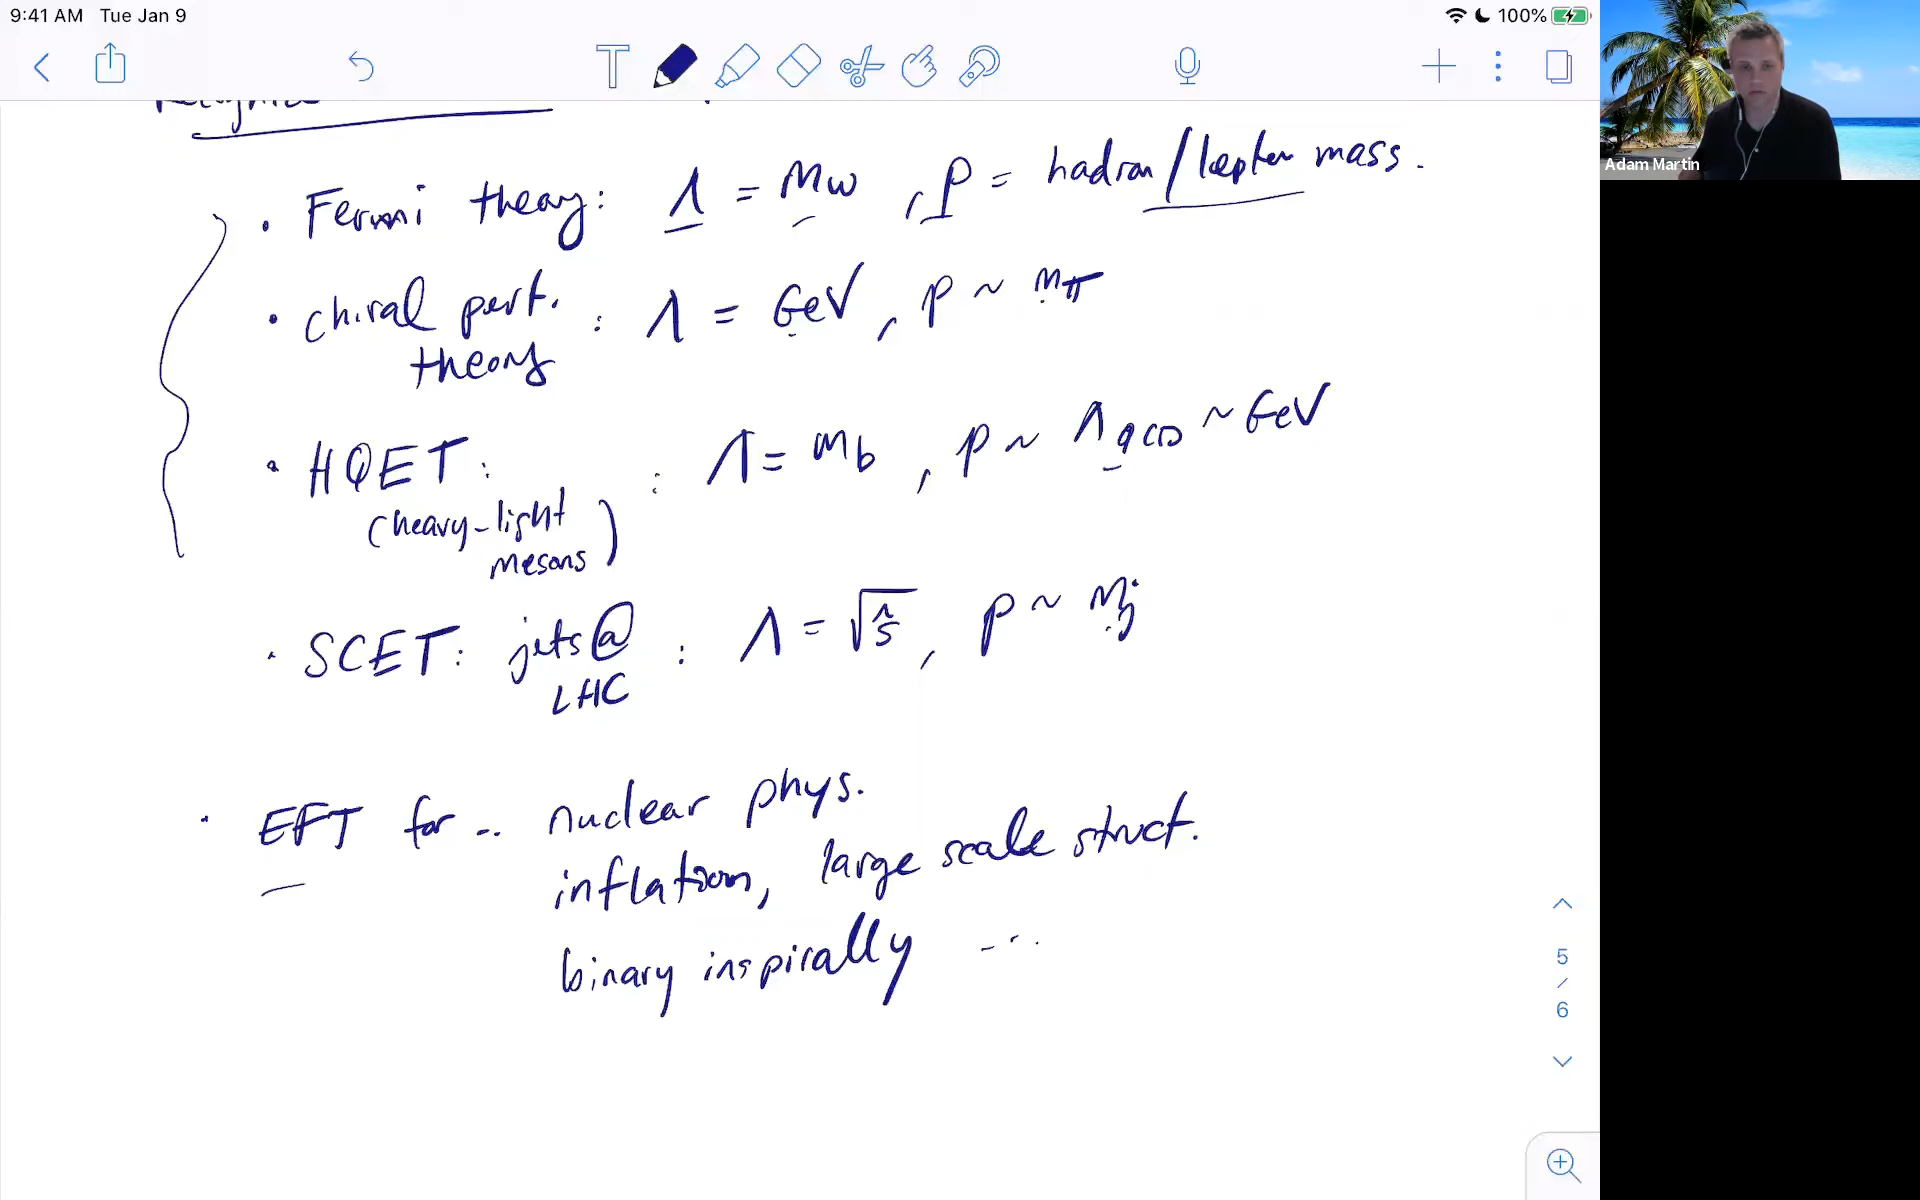 9:41 AM Tue Jan 9
100%
Adam Martin
• Fermi theory: Λ = MW , p = hadron/lepton mass.
• chiral pert. : Λ = GeV , p ~ mπ
theory
• HQET: : Λ = mb , p ~ ΛQCD ~ GeV
(heavy-light
mesons)
• SCET: jets@ : Λ = √ŝ , p ~ Mj
LHC
• EFT for .. nuclear phys.
inflation, large scale struct.
binary inspirally ...
5
/
6